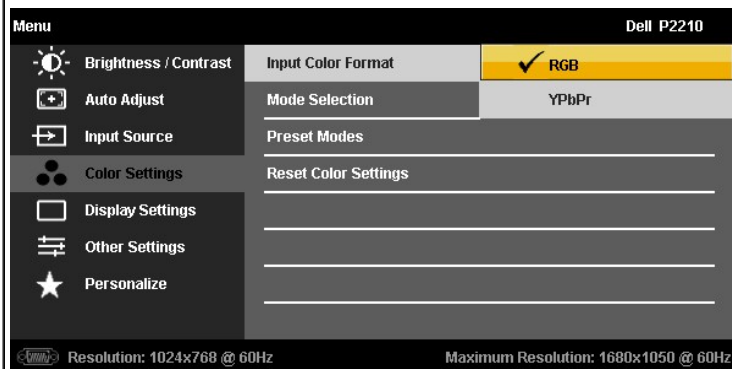 Menu
Dell P2210
Brightness / Contrast
Auto Adjust
Input Source
Color Settings
Display Settings
Other Settings
Personalize
Input Color Format
Mode Selection
Preset Modes
Reset Color Settings
RGB
YPbPr
Resolution: 1024x768 @ 60Hz
Maximum Resolution: 1680x1050 @ 60Hz